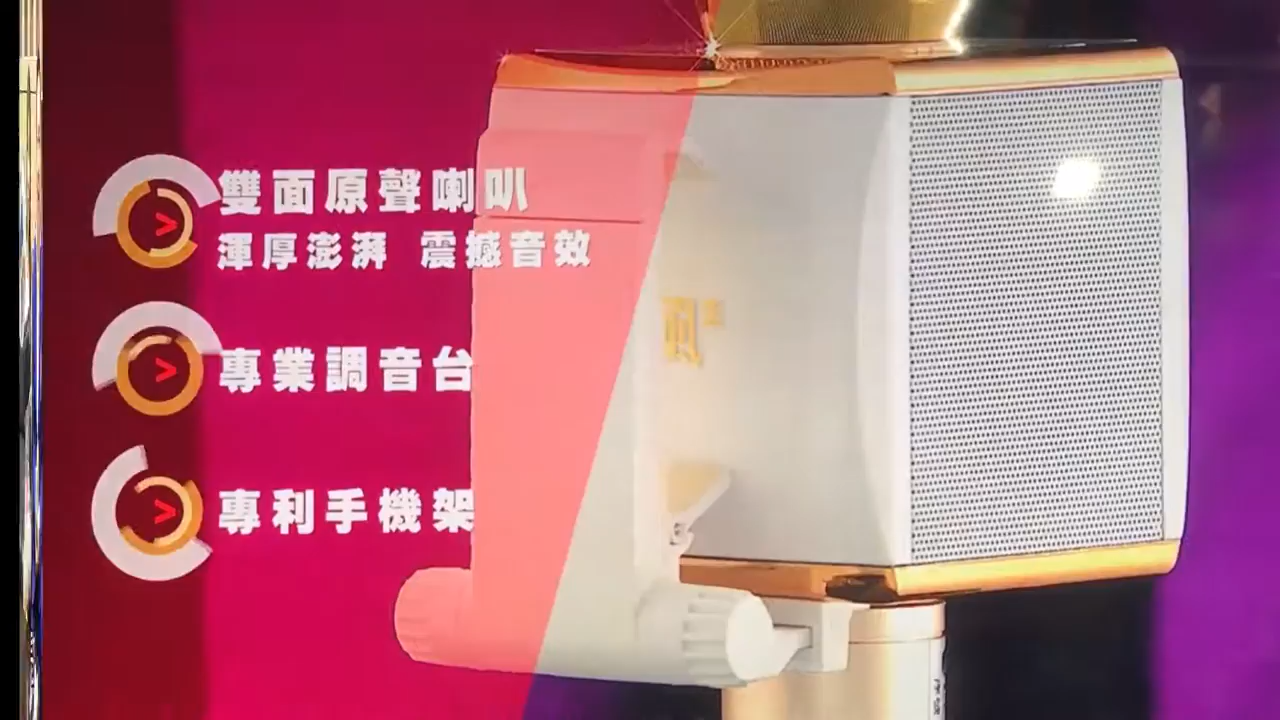 雙面原聲喇叭
渾厚澎湃 震撼音效
專業調音台
專利手機架